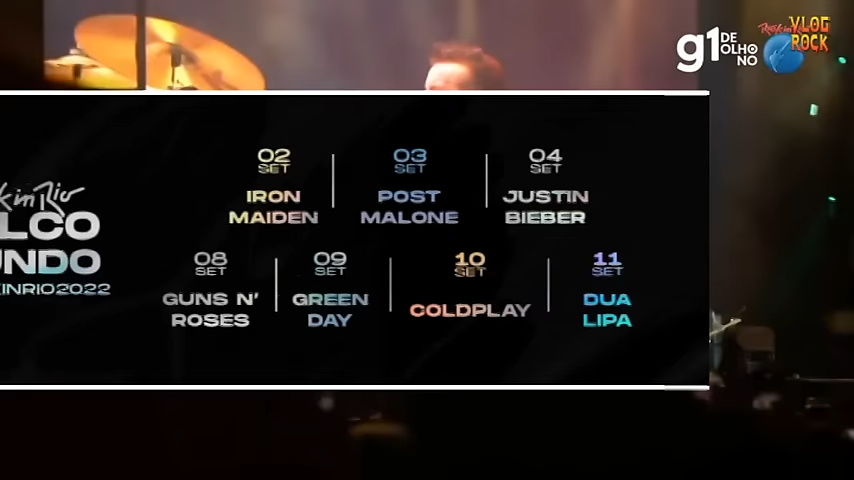 g1 DE OLHO NO
VLOG ROCK
02 SET
IRON MAIDEN
03 SET
POST MALONE
04 SET
JUSTIN BIEBER
LCO
NDO
INRIO2022
08 SET
GUNS N' ROSES
09 SET
GREEN DAY
10 SET
COLDPLAY
11 SET
DUA LIPA